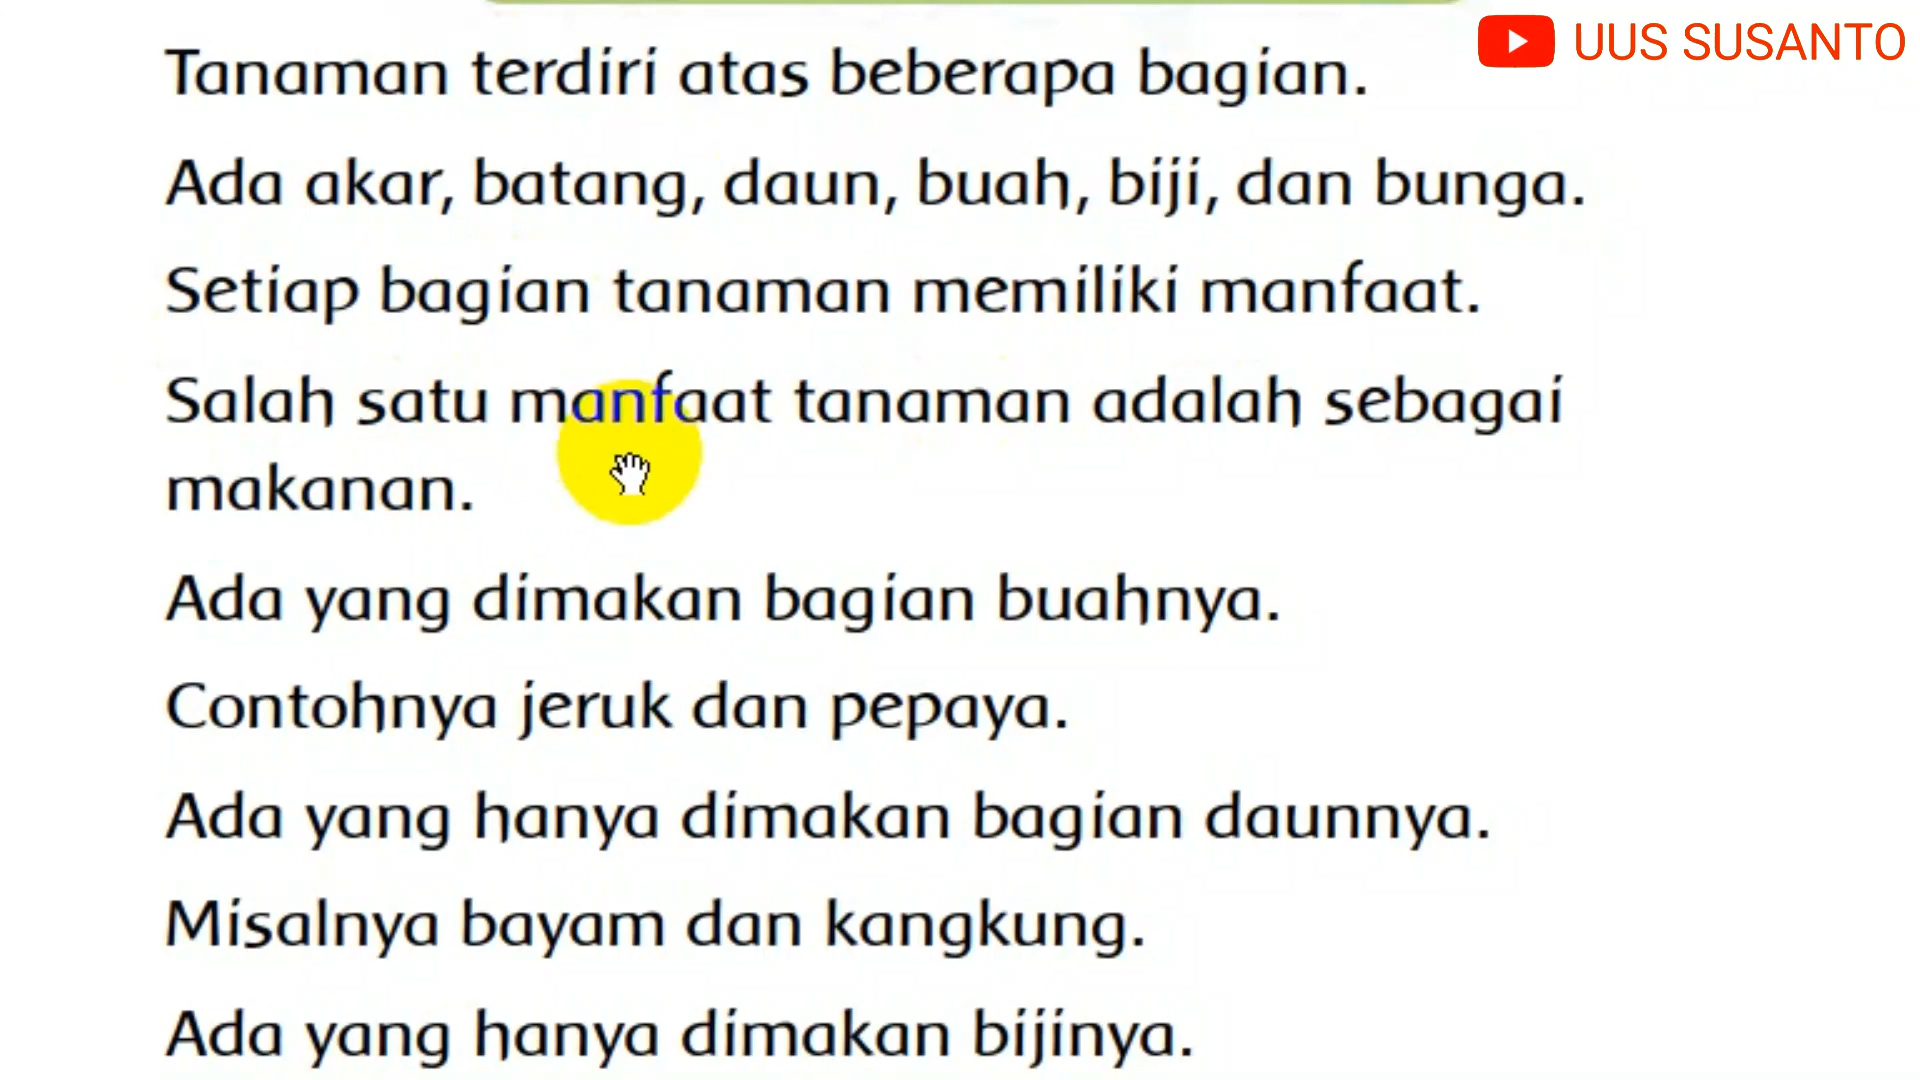 UUS SUSANTO
Tanaman terdiri atas beberapa bagian.
Ada akar, batang, daun, buah, biji, dan bunga.
Setiap bagian tanaman memiliki manfaat.
Salah satu manfaat tanaman adalah sebagai
makanan.
Ada yang dimakan bagian buahnya.
Contohnya jeruk dan pepaya.
Ada yang hanya dimakan bagian daunnya.
Misalnya bayam dan kangkung.
Ada yang hanya dimakan bijinya.